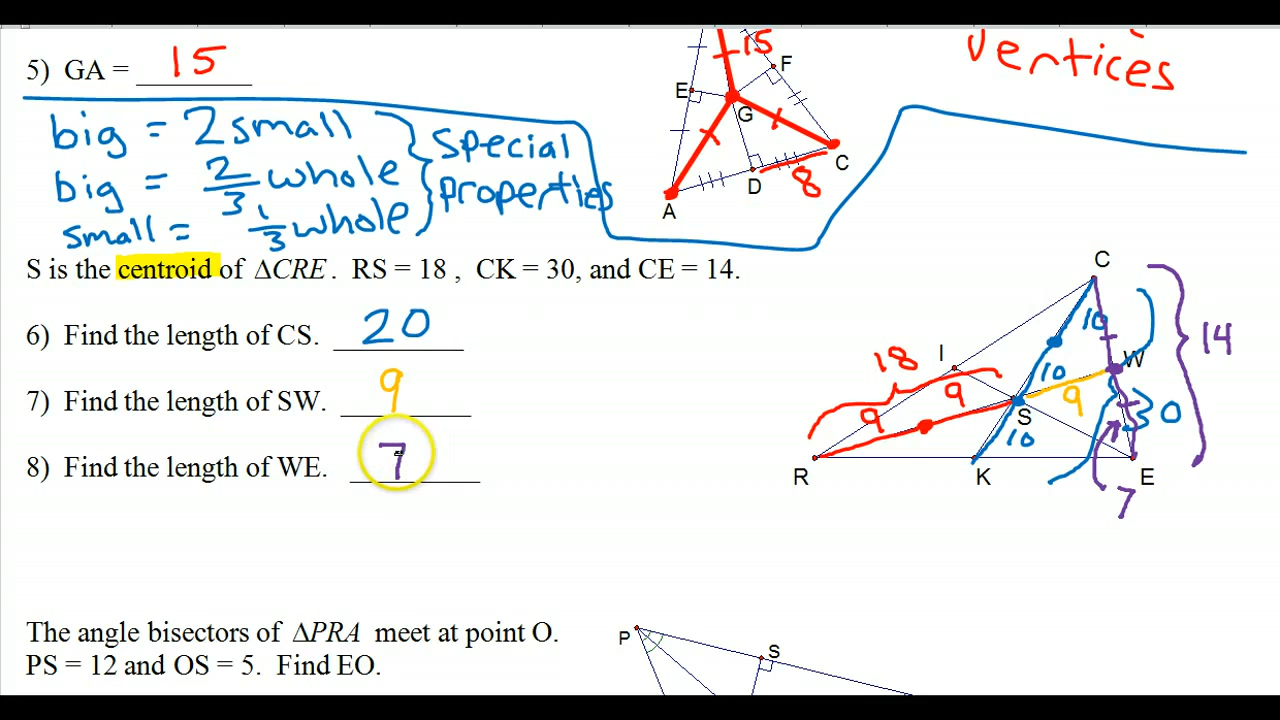 5) GA = 15
big = 2 small
big = 2/3 whole
small = 1/3 whole
special
properties
15
F
E
G
C
D
8
A
vertices
S is the centroid of ΔCRE. RS = 18 , CK = 30, and CE = 14.
6) Find the length of CS. 20
7) Find the length of SW. 9
8) Find the length of WE. 7
C
10
14
I
W
18
10
9
9
9
S
30
10
R
K
E
7
The angle bisectors of ΔPRA meet at point O.
PS = 12 and OS = 5. Find EO.
P
S